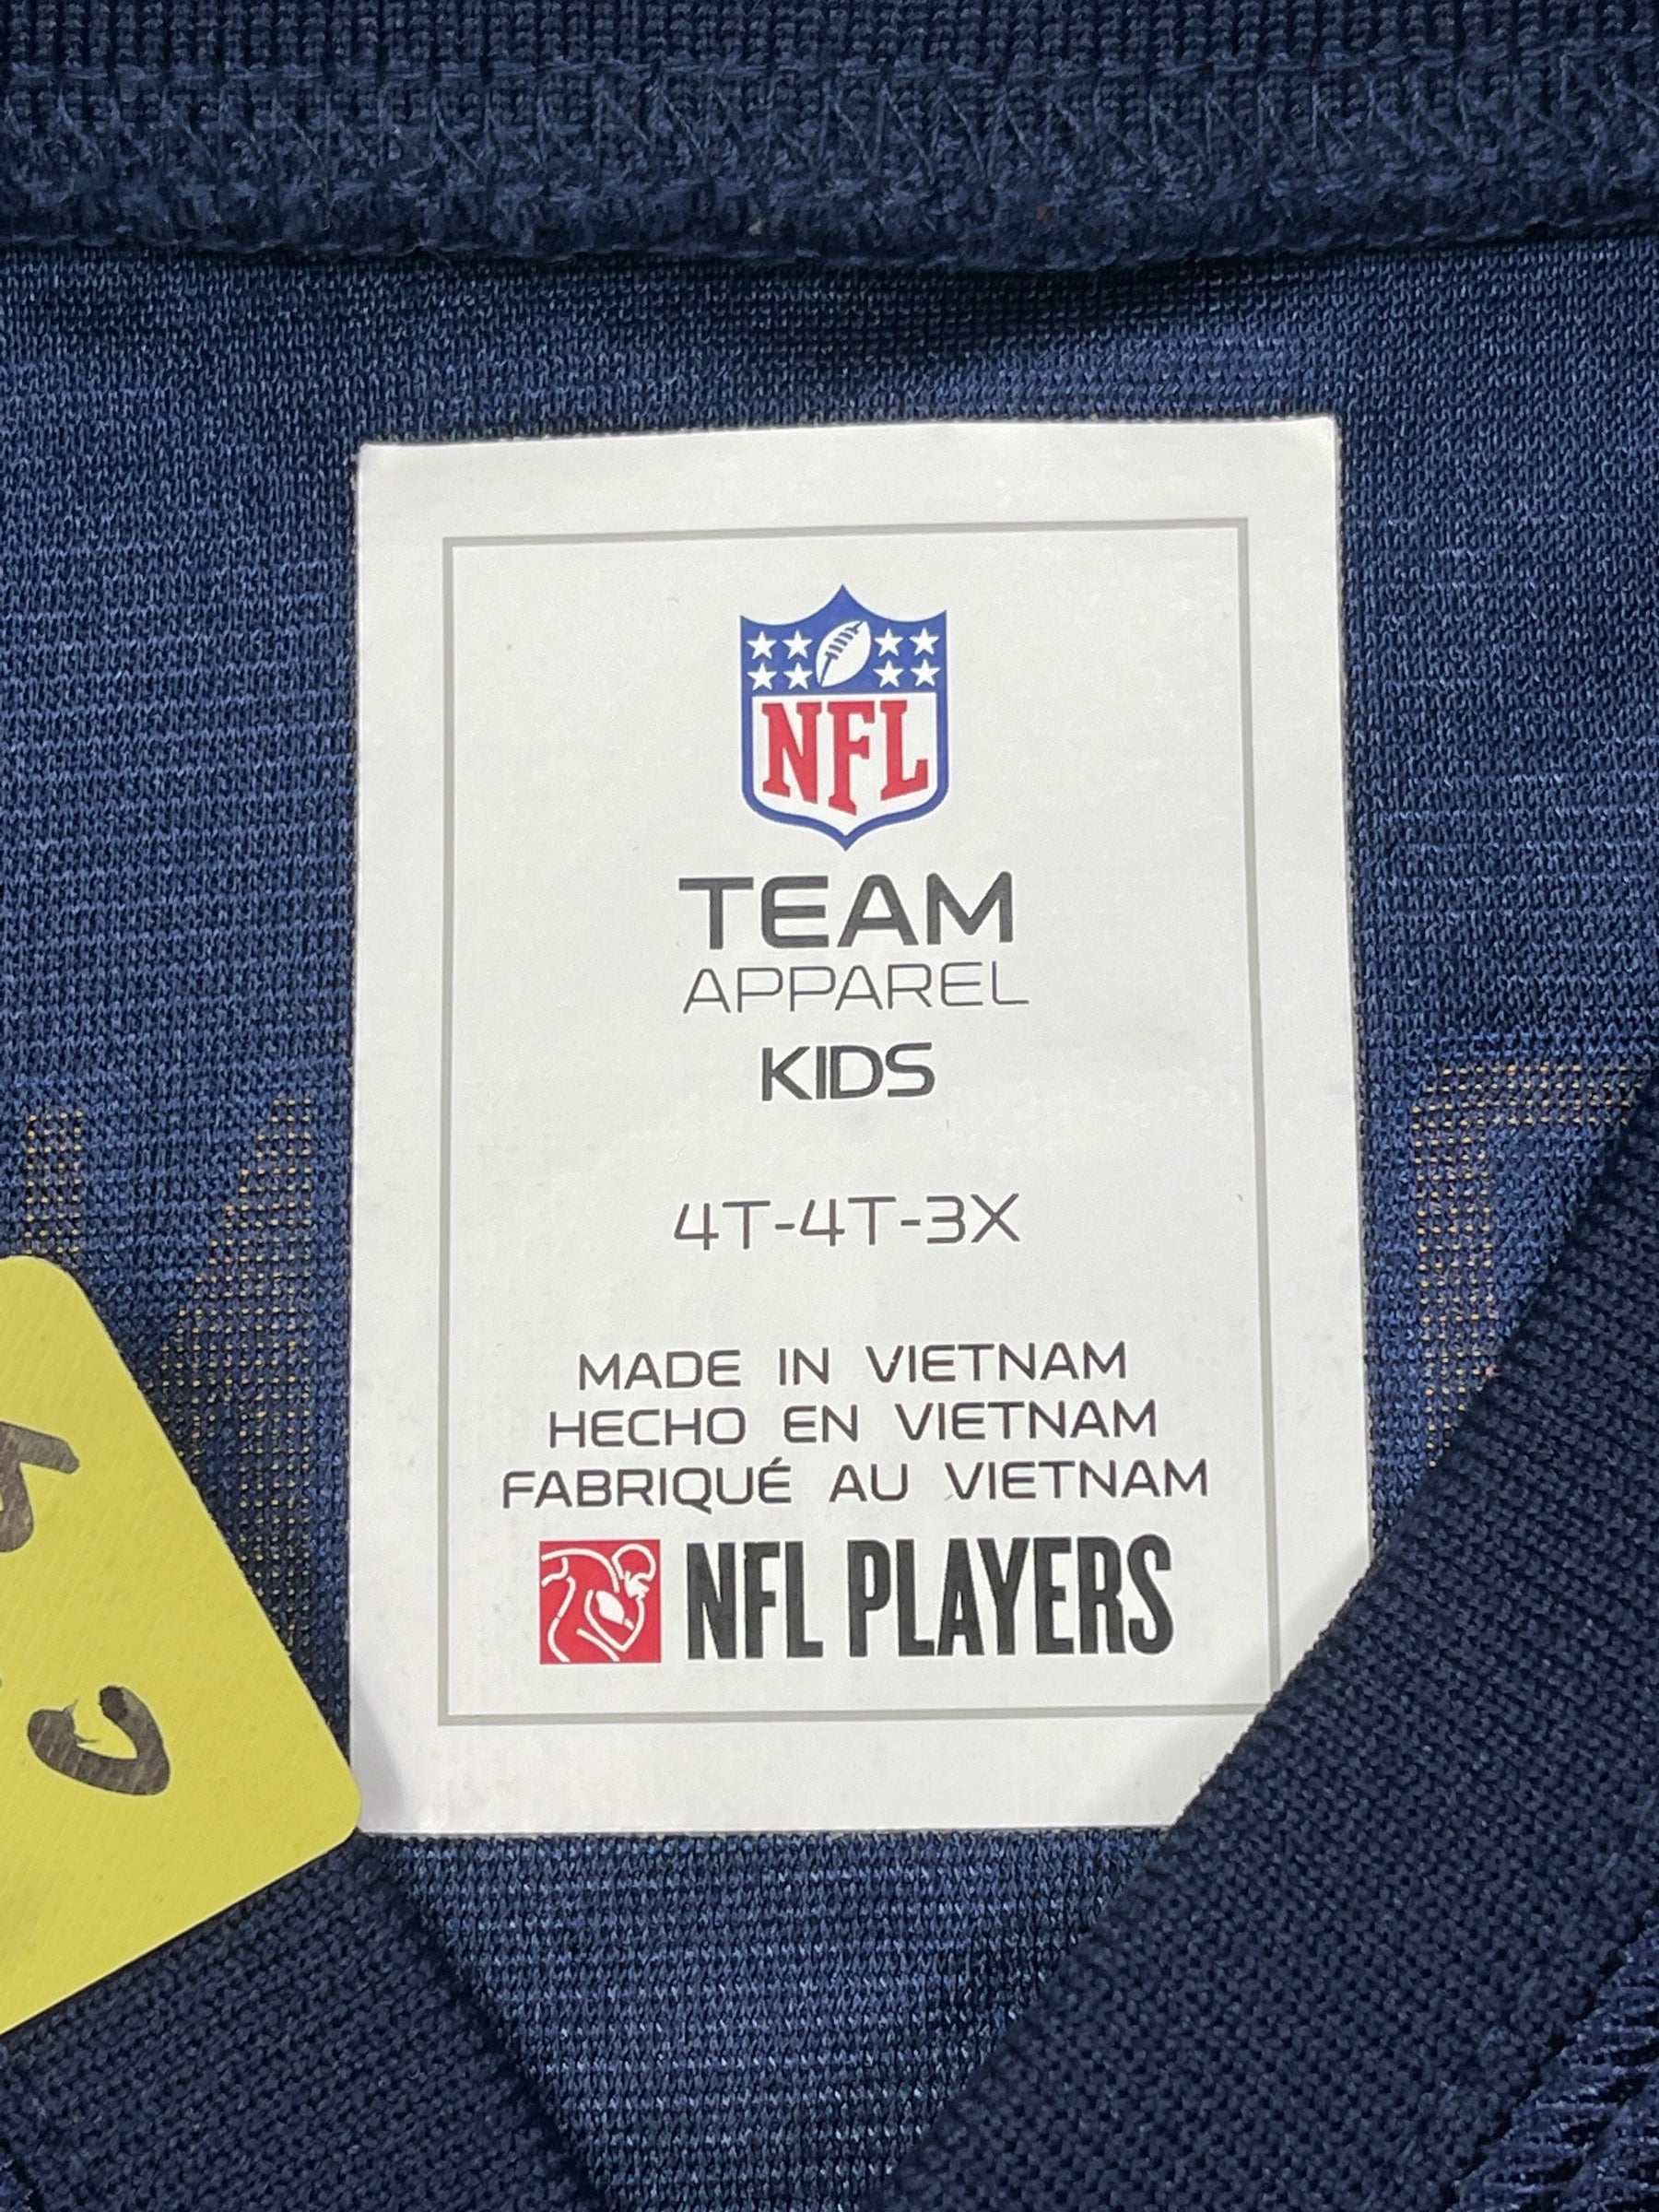 NFL
TEAM
APPAREL
KIDS
4T-4T-3X
MADE IN VIETNAM
HECHO EN VIETNAM
FABRIQUÉ AU VIETNAM
NFL PLAYERS